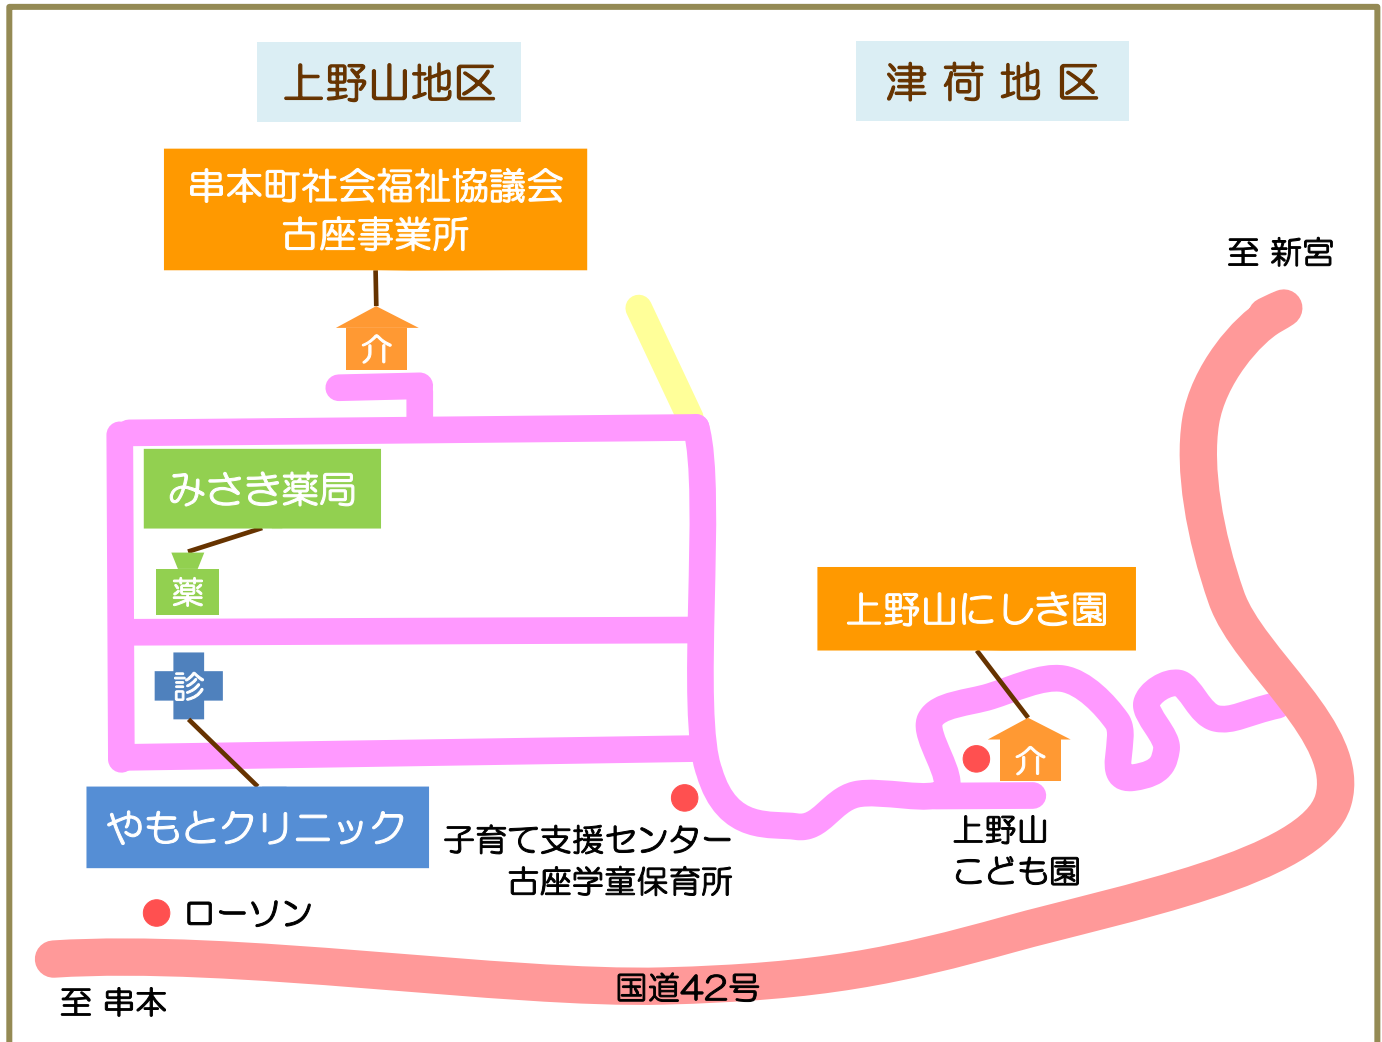 上野山地区
津荷地区
串本町社会福祉協議会
古座事業所
至 新宮
介
みさき薬局
薬
上野山にしき園
診
介
やもとクリニック
子育て支援センター
古座学童保育所
上野山
こども園
ローソン
国道42号
至 串本